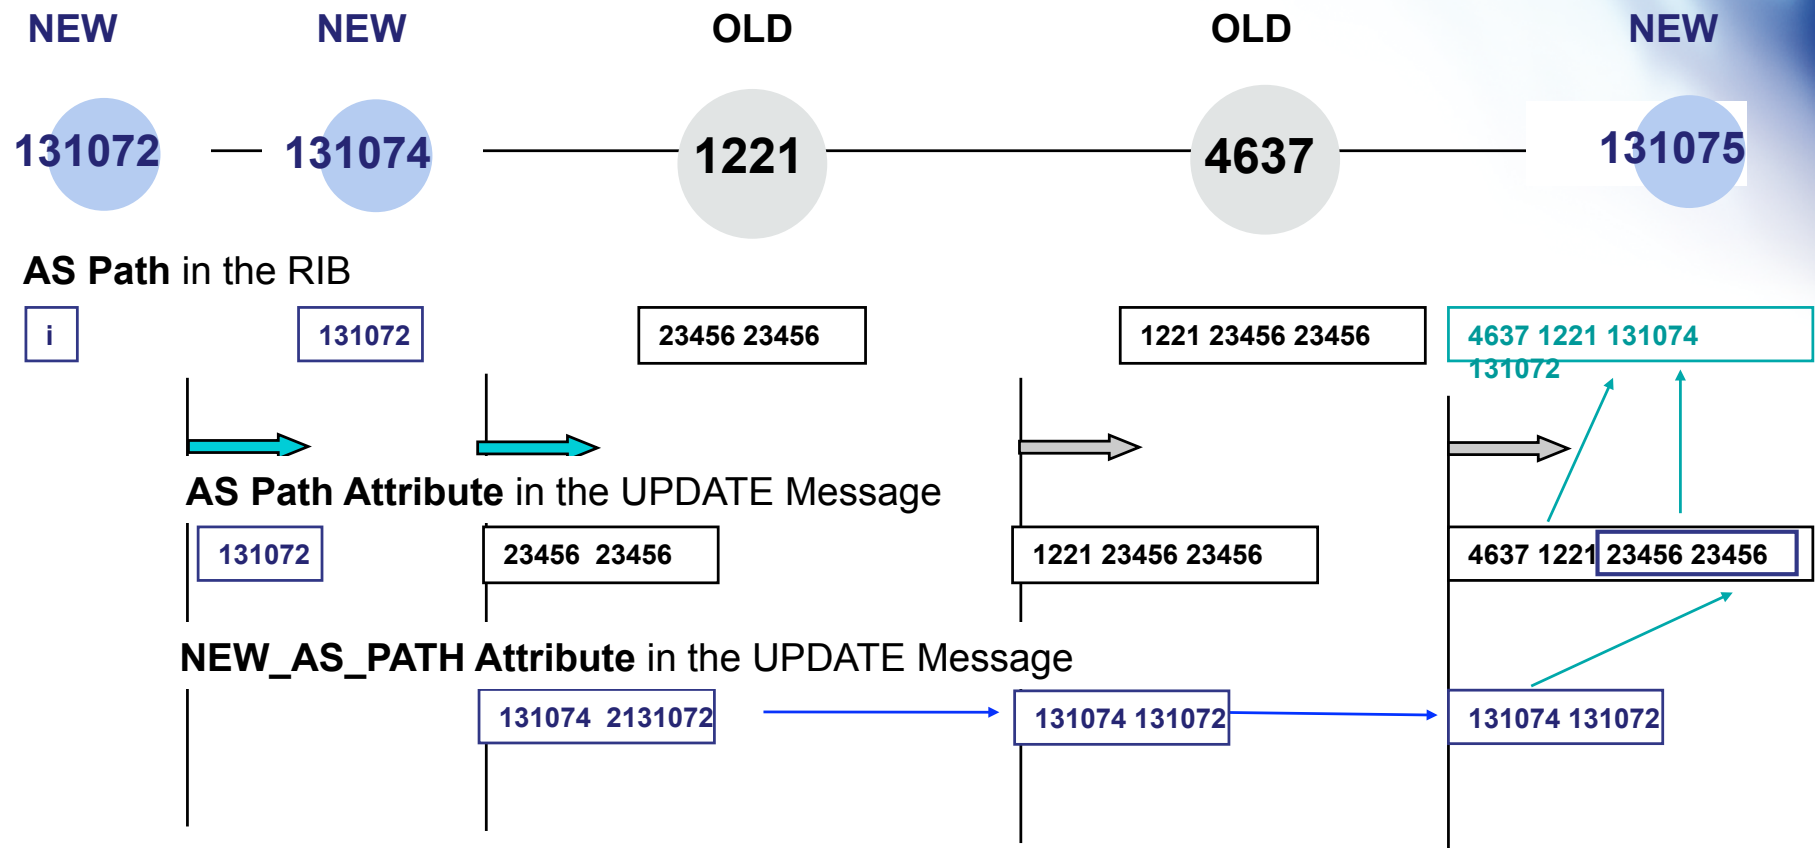 NEW NEW OLD OLD NEW
131072 131074 1221 4637 131075
AS Path in the RIB
i 131072 23456 23456 1221 23456 23456 4637 1221 131074
131072
AS Path Attribute in the UPDATE Message
131072 23456 23456 1221 23456 23456 4637 1221 23456 23456
NEW_AS_PATH Attribute in the UPDATE Message
131074 2131072 131074 131072 131074 131072